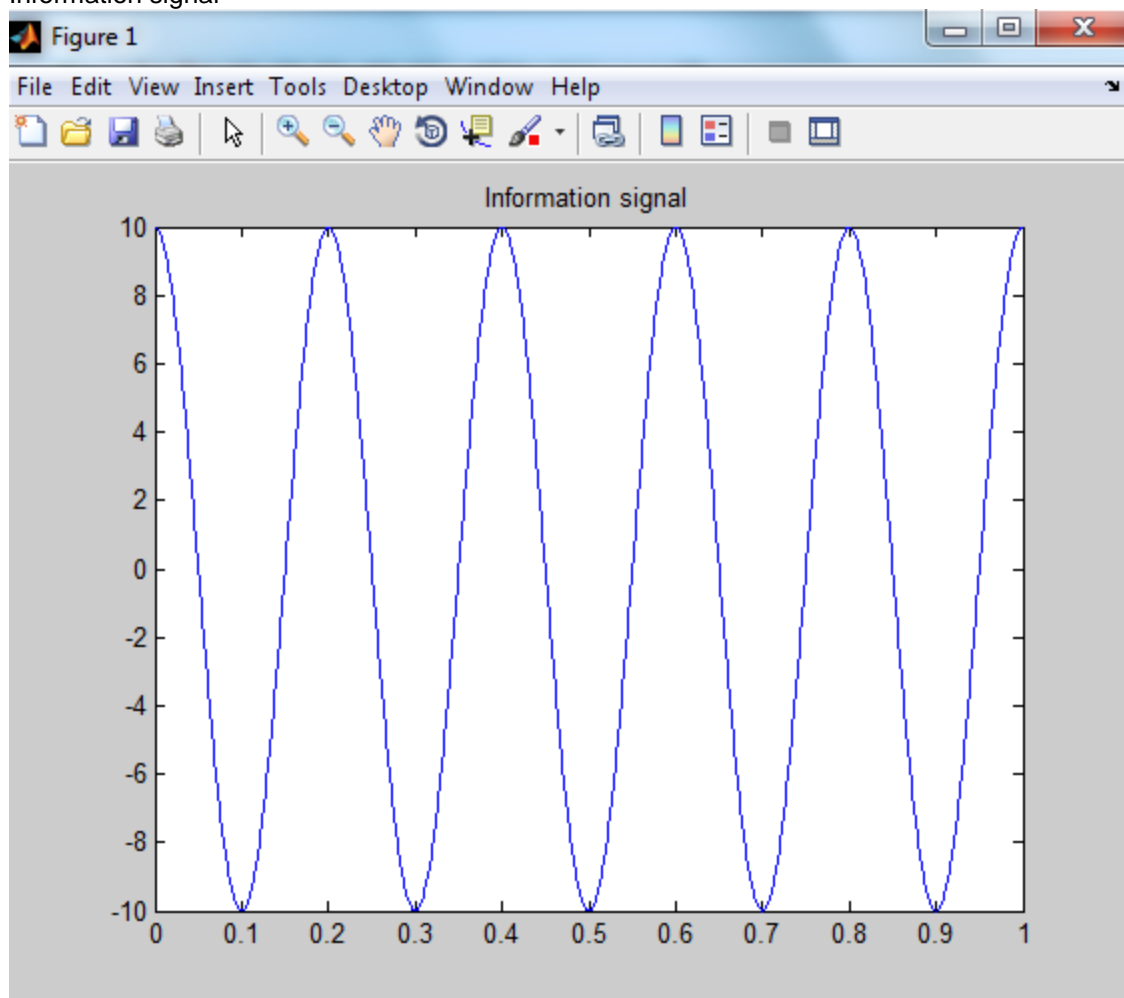 Information signal
Figure 1
File Edit View Insert Tools Desktop Window Help
Information signal
10
8
6
4
2
0
-2
-4
-6
-8
-10
0 0.1 0.2 0.3 0.4 0.5 0.6 0.7 0.8 0.9 1